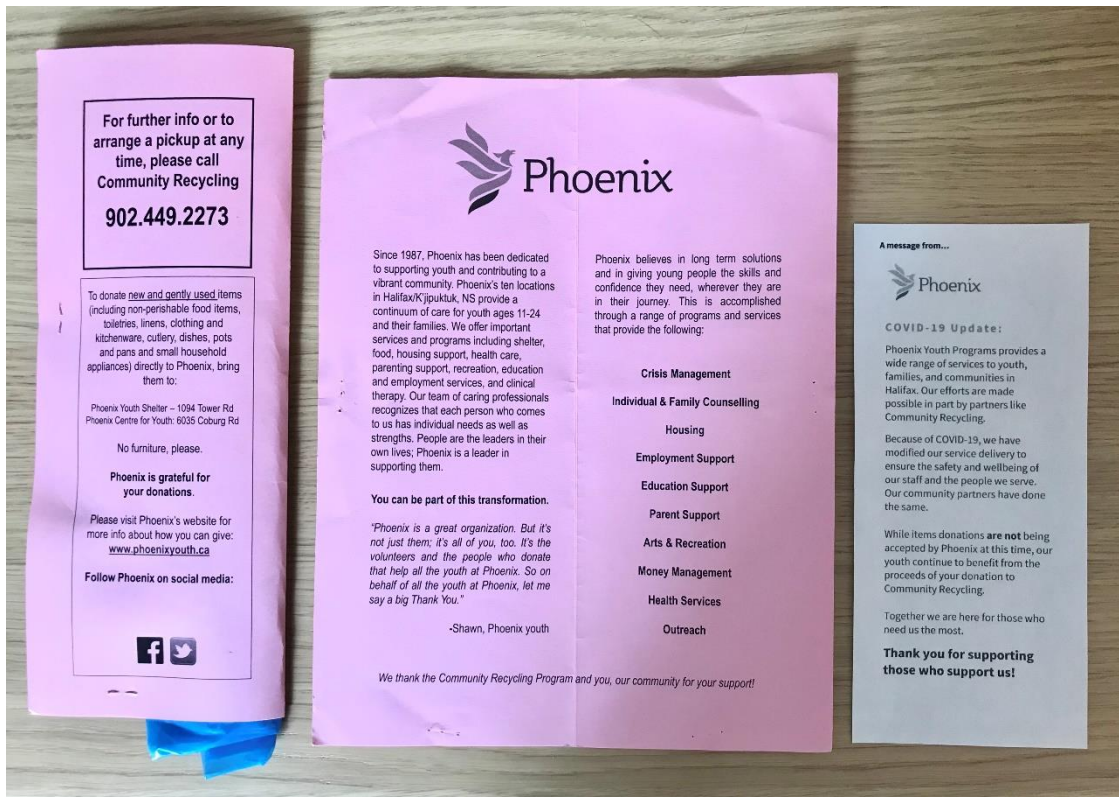 For further info or to
arrange a pickup at any
time, please call
Community Recycling
902.449.2273
To donate new and gently used items
(including non-perishable food items,
toiletries, linens, clothing and
kitchenware, cutlery, dishes, pots
and pans and small household
appliances) directly to Phoenix, bring
them to:
Phoenix Youth Shelter – 1094 Tower Rd
Phoenix Centre for Youth: 6035 Coburg Rd
No furniture, please.
Phoenix is grateful for
your donations.
Please visit Phoenix's website for
more info about how you can give:
www.phoenixyouth.ca
Follow Phoenix on social media:
Phoenix
Since 1987, Phoenix has been dedicated
to supporting youth and contributing to a
vibrant community. Phoenix's ten locations
in Halifax/K'jipuktuk, NS provide a
continuum of care for youth ages 11-24
and their families. We offer important
services and programs including shelter,
food, housing support, health care,
parenting support, recreation, education
and employment services, and clinical
therapy. Our team of caring professionals
recognizes that each person who comes
to us has individual needs as well as
strengths. People are the leaders in their
own lives; Phoenix is a leader in
supporting them.
You can be part of this transformation.
"Phoenix is a great organization. But it's
not just them; it's all of you, too. It's the
volunteers and the people who donate
that help all the youth at Phoenix. So on
behalf of all the youth at Phoenix, let me
say a big Thank You."
-Shawn, Phoenix youth
Phoenix believes in long term solutions
and in giving young people the skills and
confidence they need, wherever they are
in their journey. This is accomplished
through a range of programs and services
that provide the following:
Crisis Management
Individual & Family Counselling
Housing
Employment Support
Education Support
Parent Support
Arts & Recreation
Money Management
Health Services
Outreach
We thank the Community Recycling Program and you, our community for your support!
A message from...
Phoenix
COVID-19 Update:
Phoenix Youth Programs provides a
wide range of services to youth,
families, and communities in
Halifax. Our efforts are made
possible in part by partners like
Community Recycling.
Because of COVID-19, we have
modified our service delivery to
ensure the safety and wellbeing of
our staff and the people we serve.
Our community partners have done
the same.
While items donations are not being
accepted by Phoenix at this time, our
youth continue to benefit from the
proceeds of your donation to
Community Recycling.
Together we are here for those who
need us the most.
Thank you for supporting
those who support us!